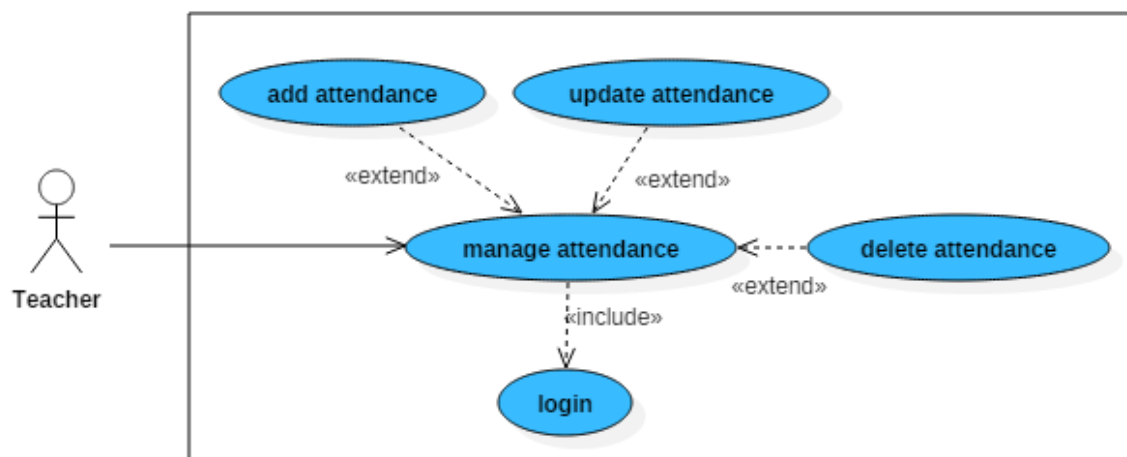 add attendance
update attendance
«extend»
«extend»
manage attendance
delete attendance
«extend»
Teacher
«include»
login